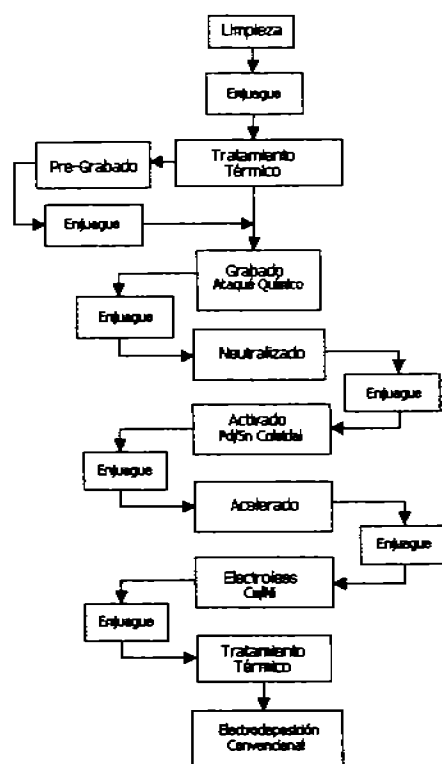 Limpieza
Enjuague
Tratamiento
Térmico
Pre-Grabado
Enjuague
Grabado
Ataque Químico
Enjuague
Neutralizado
Enjuague
Activado
Pd/Sn Coloidal
Enjuague
Acelerado
Enjuague
Electroless
Cu/Ni
Enjuague
Tratamiento
Térmico
Electrodeposición
Convencional